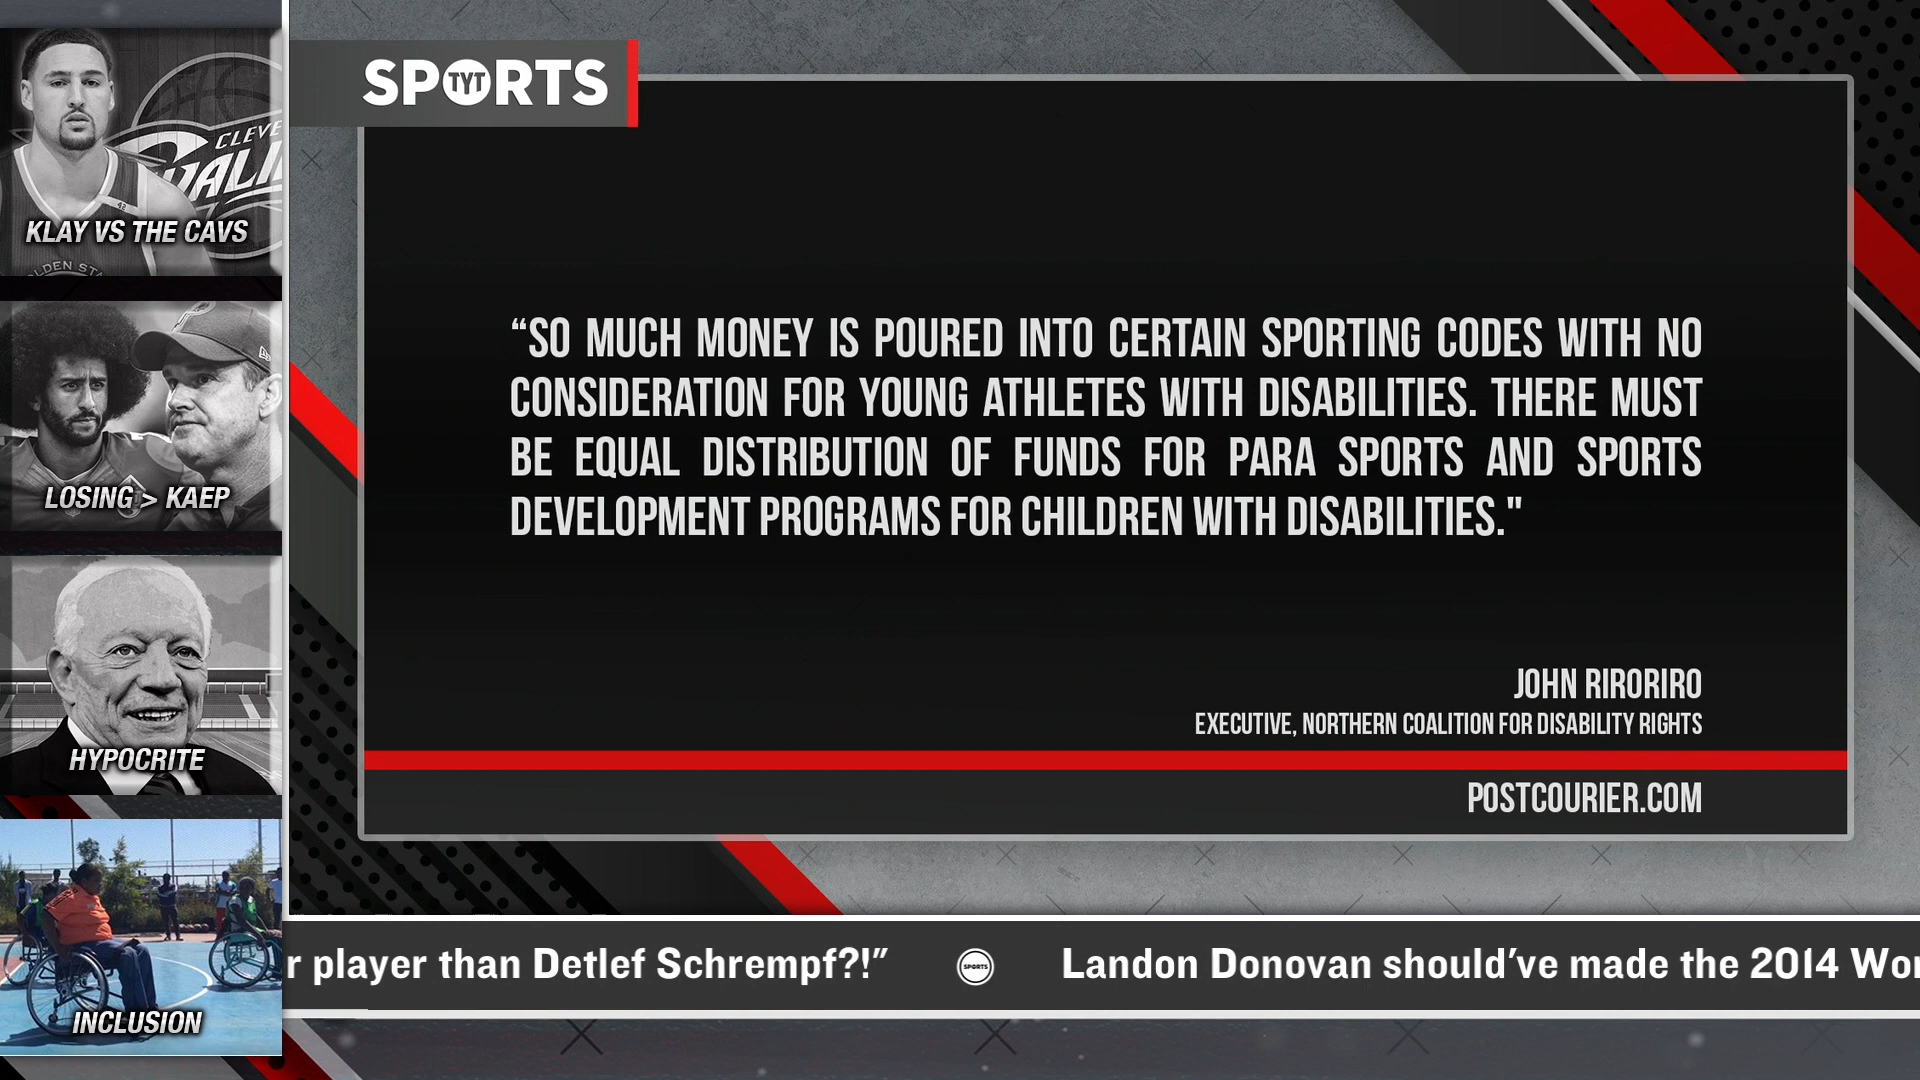 SPORTS
TYT
CLEVE
KLAY VS THE CAVS
LOSING > KAEP
HYPOCRITE
INCLUSION
“SO MUCH MONEY IS POURED INTO CERTAIN SPORTING CODES WITH NO
CONSIDERATION FOR YOUNG ATHLETES WITH DISABILITIES. THERE MUST
BE EQUAL DISTRIBUTION OF FUNDS FOR PARA SPORTS AND SPORTS
DEVELOPMENT PROGRAMS FOR CHILDREN WITH DISABILITIES."
JOHN RIRORIRO
EXECUTIVE, NORTHERN COALITION FOR DISABILITY RIGHTS
POSTCOURIER.COM
r player than Detlef Schrempf?!” SPORTS Landon Donovan should’ve made the 2014 Wor